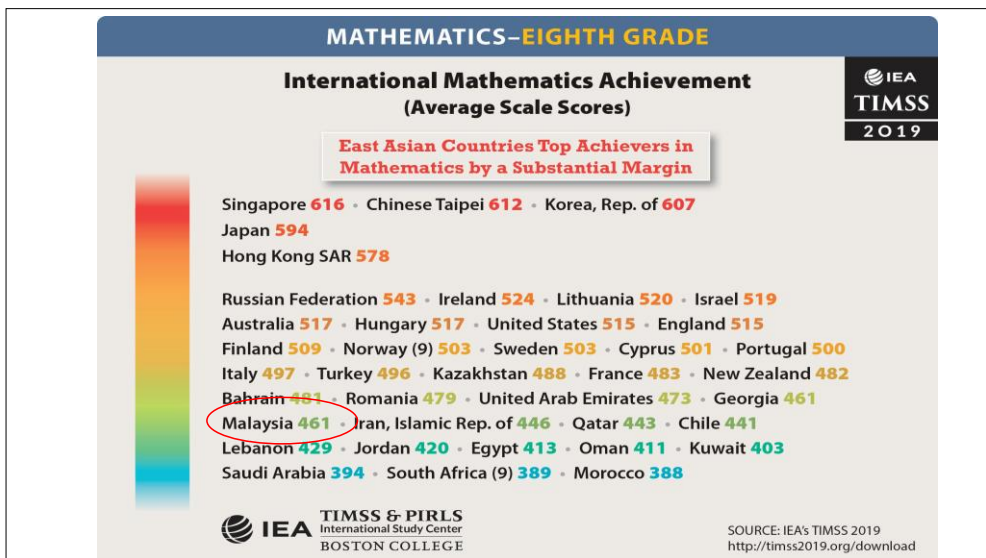 MATHEMATICS–EIGHTH GRADE
International Mathematics Achievement
(Average Scale Scores)
IEA
TIMSS
2019
East Asian Countries Top Achievers in
Mathematics by a Substantial Margin
Singapore 616 • Chinese Taipei 612 • Korea, Rep. of 607
Japan 594
Hong Kong SAR 578
Russian Federation 543 • Ireland 524 • Lithuania 520 • Israel 519
Australia 517 • Hungary 517 • United States 515 • England 515
Finland 509 • Norway (9) 503 • Sweden 503 • Cyprus 501 • Portugal 500
Italy 497 • Turkey 496 • Kazakhstan 488 • France 483 • New Zealand 482
Bahrain 481 • Romania 479 • United Arab Emirates 473 • Georgia 461
Malaysia 461 • Iran, Islamic Rep. of 446 • Qatar 443 • Chile 441
Lebanon 429 • Jordan 420 • Egypt 413 • Oman 411 • Kuwait 403
Saudi Arabia 394 • South Africa (9) 389 • Morocco 388
IEA
TIMSS & PIRLS
International Study Center
BOSTON COLLEGE
SOURCE: IEA's TIMSS 2019
http://timss2019.org/download